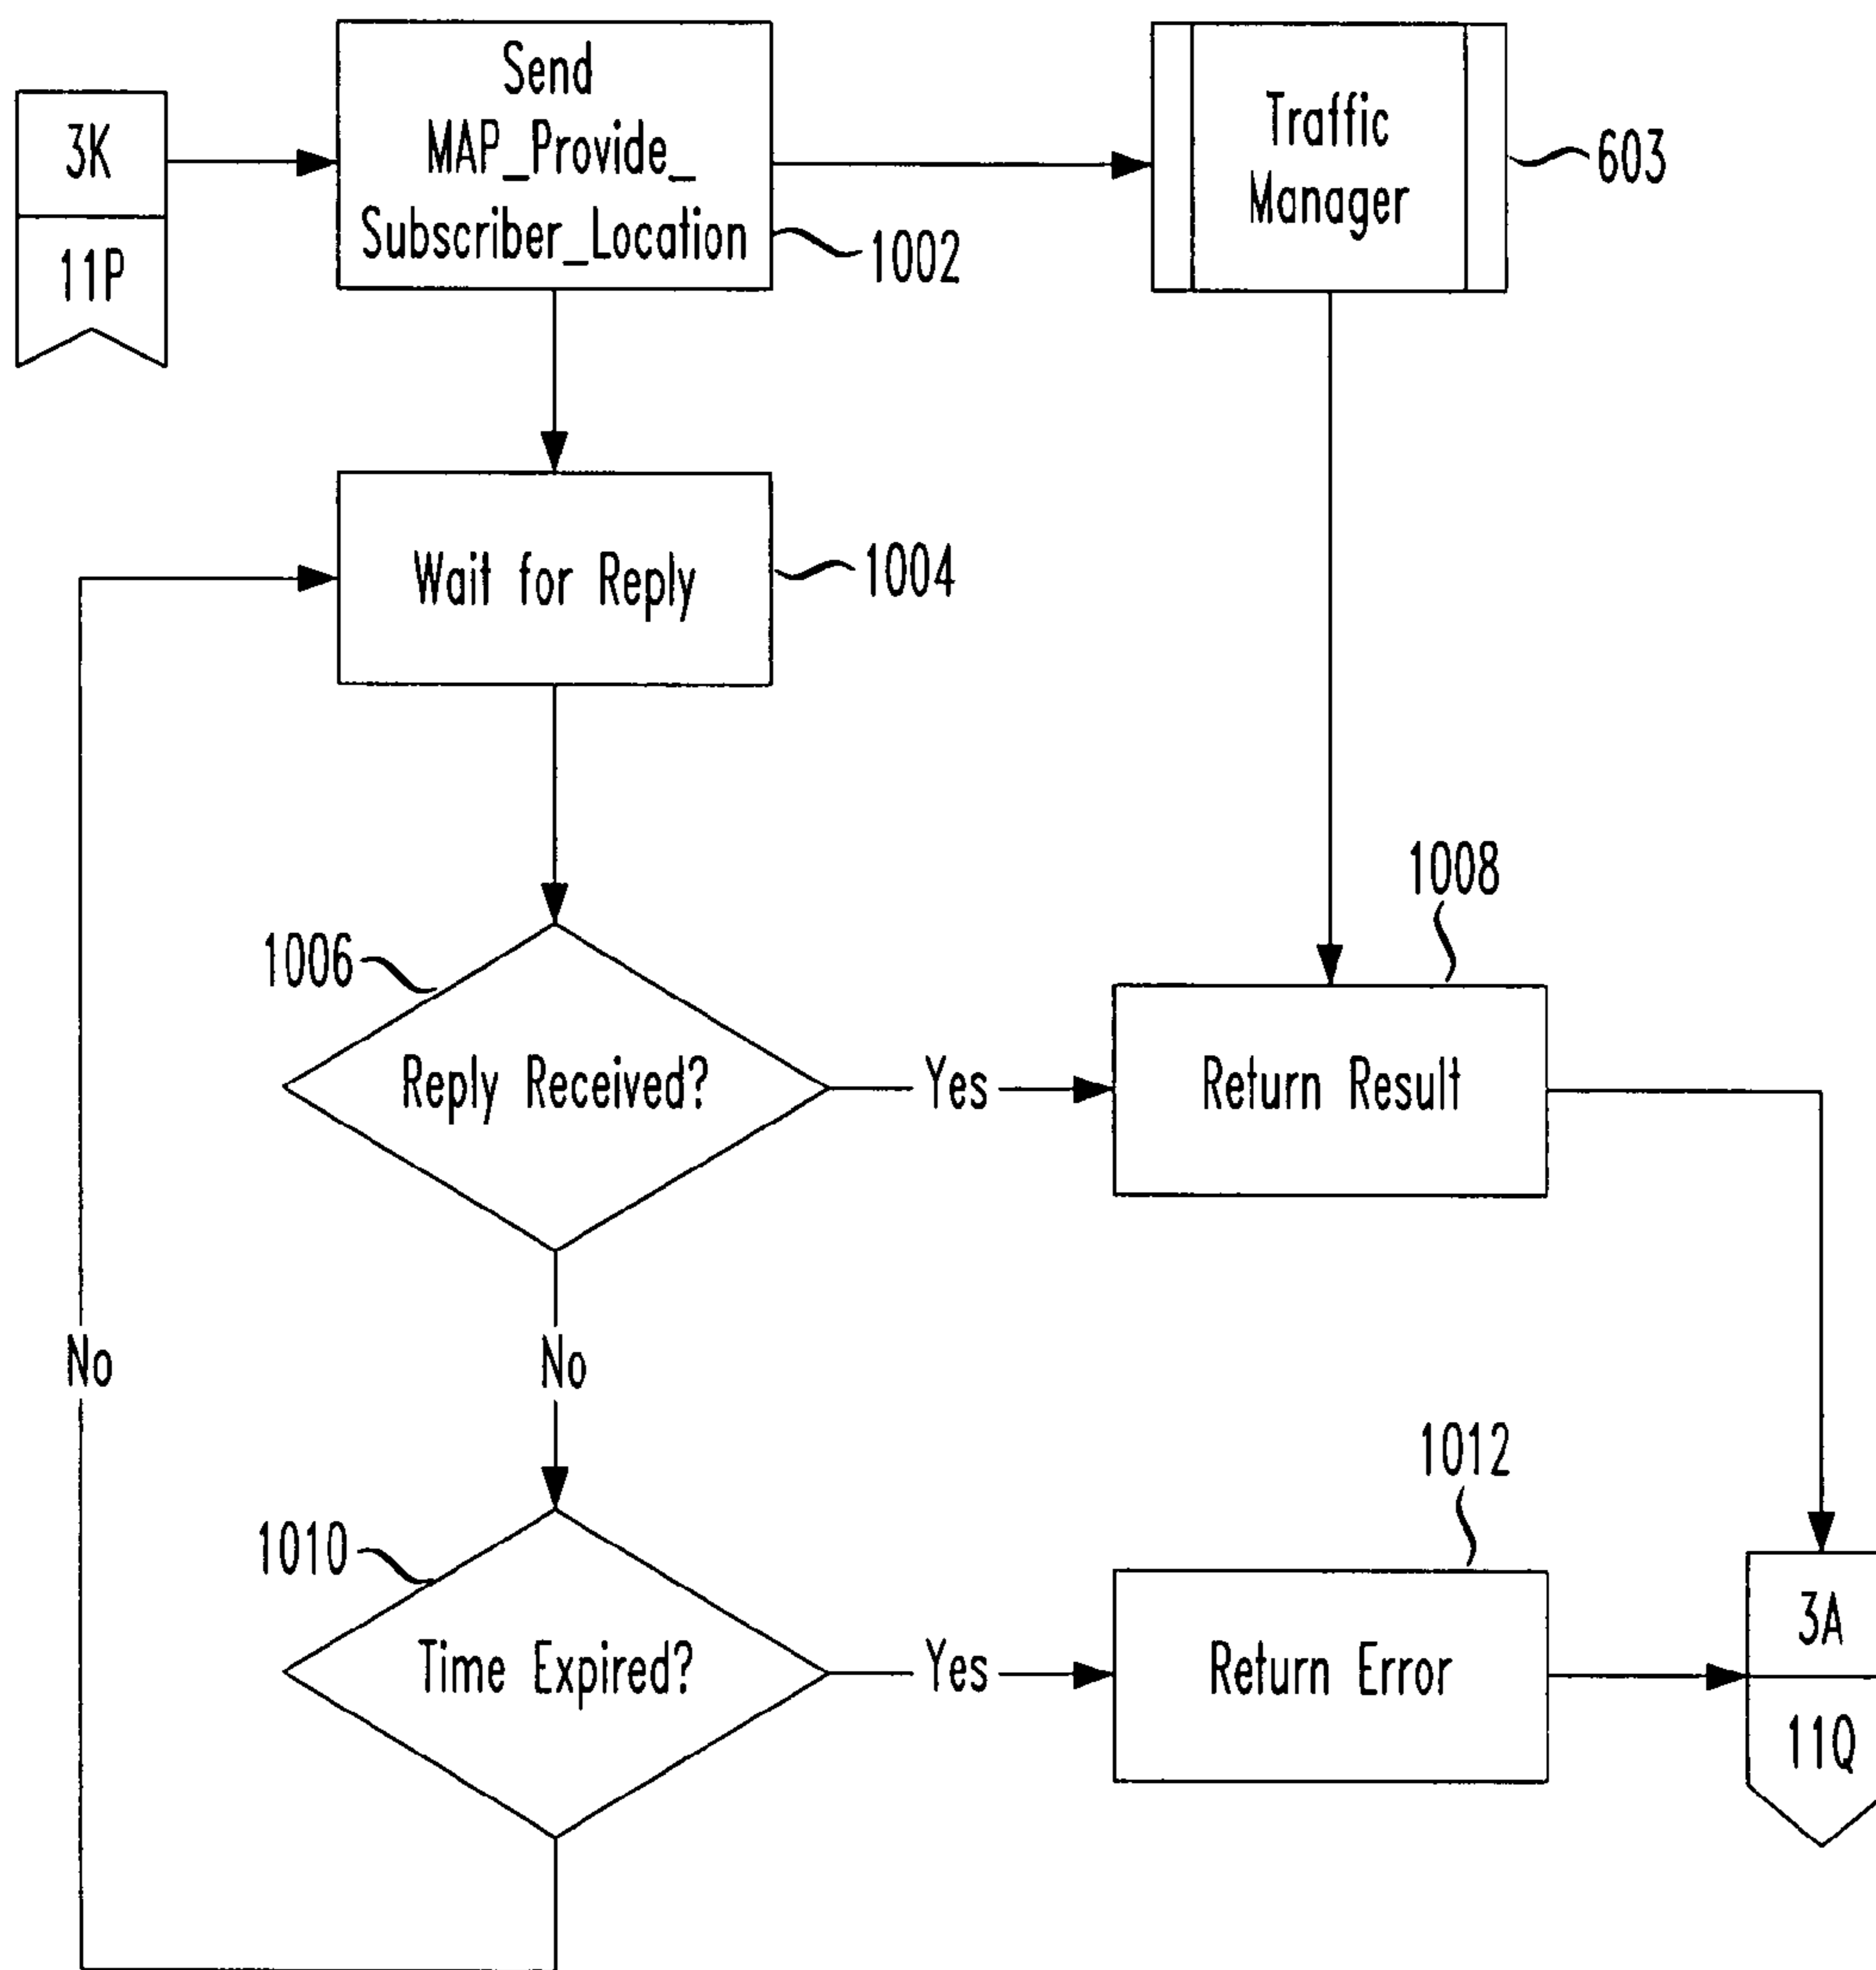 3K
11P
Send
MAP_Provide_
Subscriber_Location
1002
Traffic
Manager
603
Wait for Reply
1004
1006
Reply Received?
Yes
1008
Return Result
No
No
1010
Time Expired?
Yes
1012
Return Error
3A
11Q